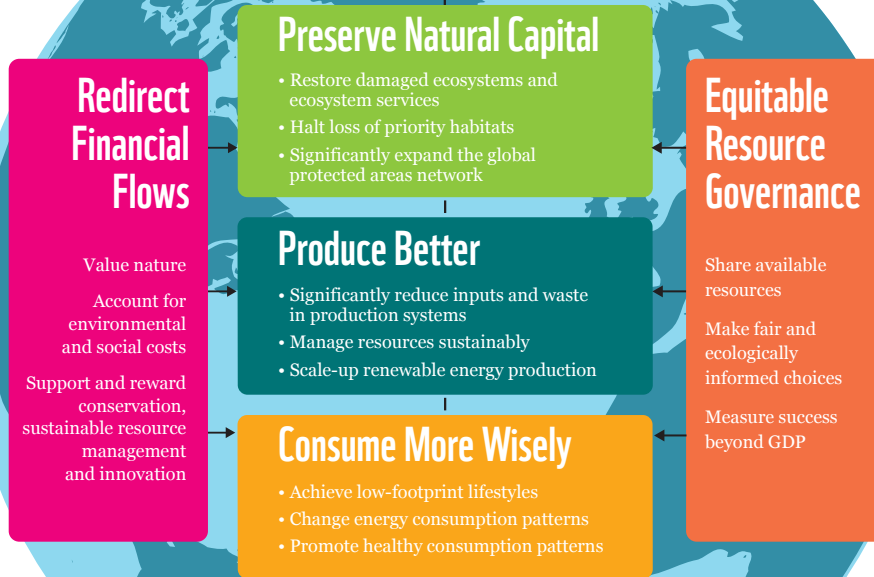 Preserve Natural Capital
• Restore damaged ecosystems and
ecosystem services
• Halt loss of priority habitats
• Significantly expand the global
protected areas network
Redirect
Financial
Flows
Value nature
Account for
environmental
and social costs
Support and reward
conservation,
sustainable resource
management
and innovation
Produce Better
• Significantly reduce inputs and waste
in production systems
• Manage resources sustainably
• Scale-up renewable energy production
Consume More Wisely
• Achieve low-footprint lifestyles
• Change energy consumption patterns
• Promote healthy consumption patterns
Equitable
Resource
Governance
Share available
resources
Make fair and
ecologically
informed choices
Measure success
beyond GDP